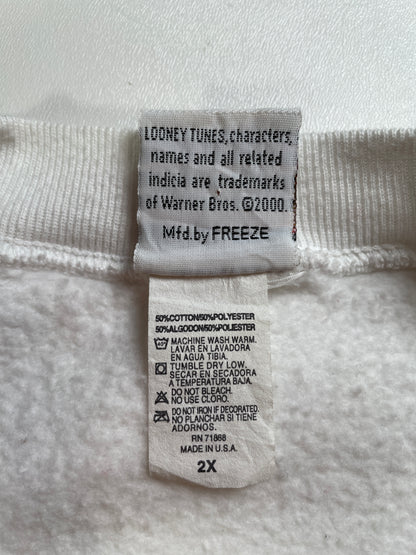 LOONEY TUNES, characters,
names and all related
indicia are trademarks
of Warner Bros. ©2000.
Mfd.by FREEZE
50%COTTON/50%POLYESTER
50%ALGODON/50%POLIESTER
MACHINE WASH WARM.
LAVAR EN LAVADORA
EN AGUA TIBIA.
TUMBLE DRY LOW.
SECAR EN SECADORA
A TEMPERATURA BAJA.
DO NOT BLEACH.
NO USE CLORO.
DO NOT IRON IF DECORATED.
NO PLANCHAR SI TIENE
ADORNOS.
RN 71868
MADE IN U.S.A.
2X